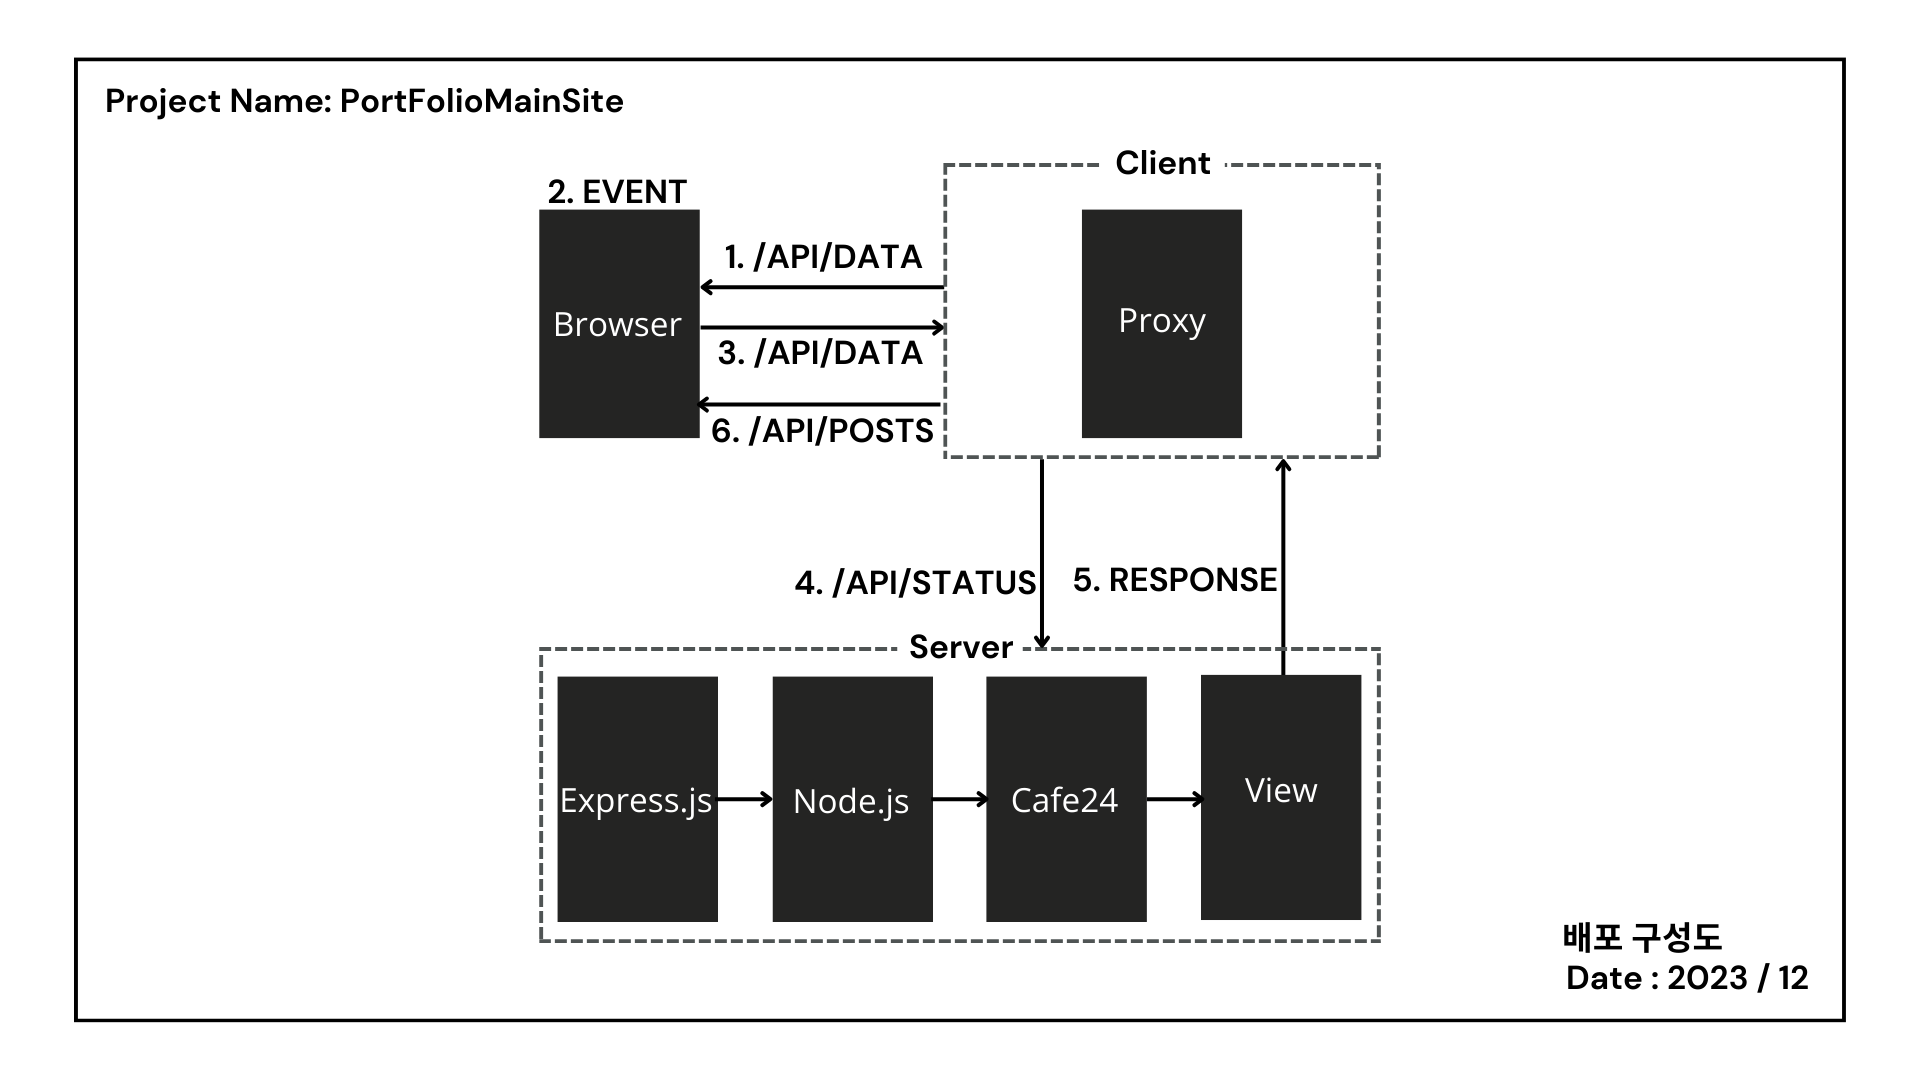 Project Name: PortFolioMainSite
Client
2. EVENT
1. /API/DATA
Browser
Proxy
3. /API/DATA
6. /API/POSTS
4. /API/STATUS
5. RESPONSE
Server
Express.js
Node.js
Cafe24
View
배포 구성도
Date : 2023 / 12